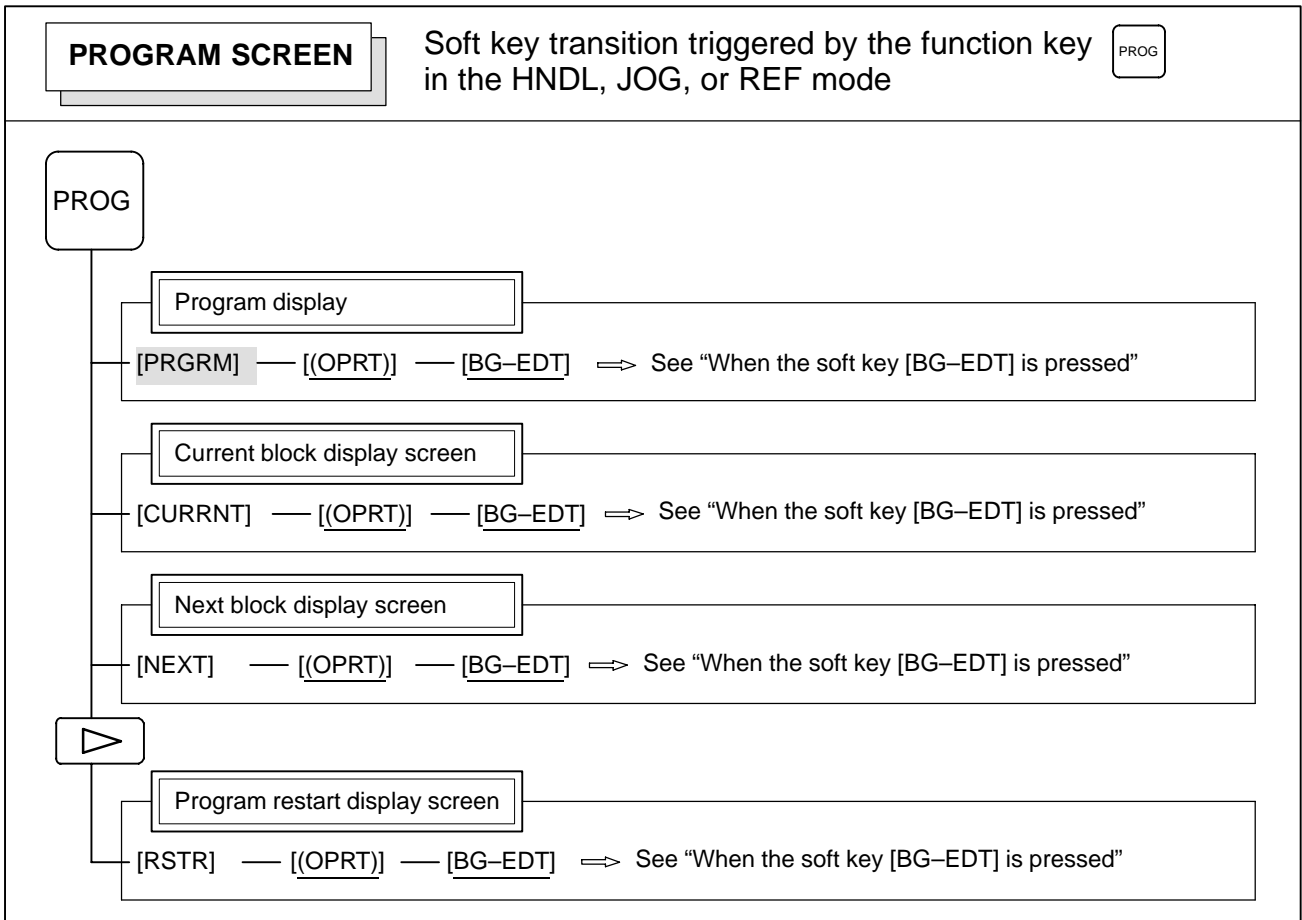 PROGRAM SCREEN
Soft key transition triggered by the function key PROG
in the HNDL, JOG, or REF mode
PROG
Program display
[PRGRM] [(OPRT)] [BG–EDT] See “When the soft key [BG–EDT] is pressed”
Current block display screen
[CURRNT] [(OPRT)] [BG–EDT] See “When the soft key [BG–EDT] is pressed”
Next block display screen
[NEXT] [(OPRT)] [BG–EDT] See “When the soft key [BG–EDT] is pressed”
Program restart display screen
[RSTR] [(OPRT)] [BG–EDT] See “When the soft key [BG–EDT] is pressed”